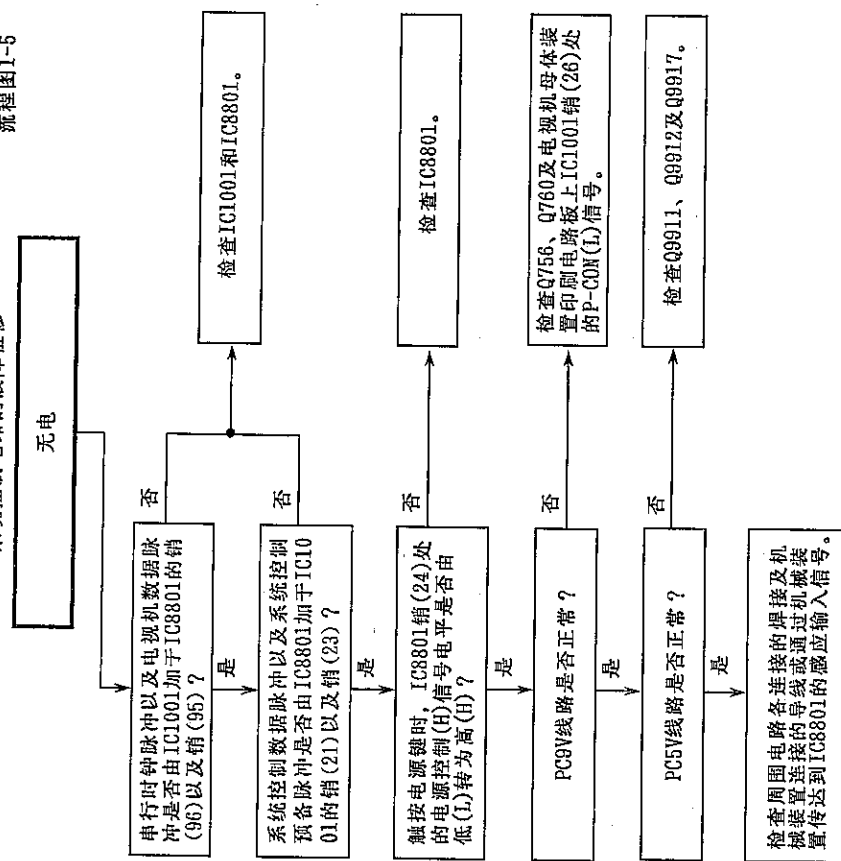 流程图1-5
无电
串行时钟脉冲以及电视机数据脉
冲是否由IC1001加于IC8801的销
(96)以及销(95)？
否
检查IC1001和IC8801。
是
系统控制数据脉冲以及系统控制
预备脉冲是否由IC8801加于IC10
01的销(21)以及销(23)？
否
是
触按电源键时，IC8801销(24)处
的电源控制(H)信号电平是否由
低(L)转为高(H)？
否
检查IC8801。
是
PC9V线路是否正常？
否
检查Q756、Q760及电视机母体装
置印刷电路板上IC1001销(26)处
的P-CON(L)信号。
是
PC5V线路是否正常？
否
检查Q9911、Q9912及Q9917。
是
检查周围电路各连接的焊接及机
械装置连接的导线或通过机械装
置传达到IC8801的感应输入信号。